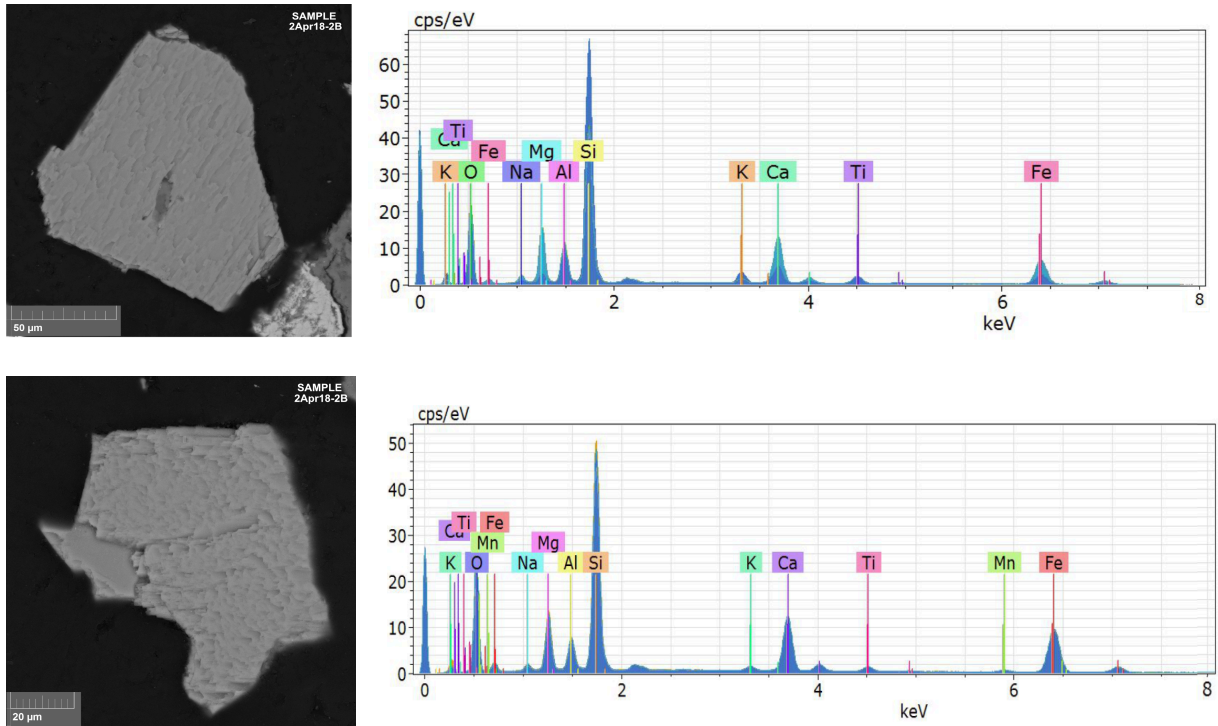 SAMPLE
2Apr18-2B
50 µm
cps/eV
60
50
40
30
20
10
0
Ca Ti
K O Fe Na Mg Al Si K Ca Ti Fe
0 2 4 6 8
keV
SAMPLE
2Apr18-2B
20 µm
cps/eV
50
40
30
20
10
0
Ca Ti Fe
Mn Mg
K O Na Al Si K Ca Ti Mn Fe
0 2 4 6 8
keV